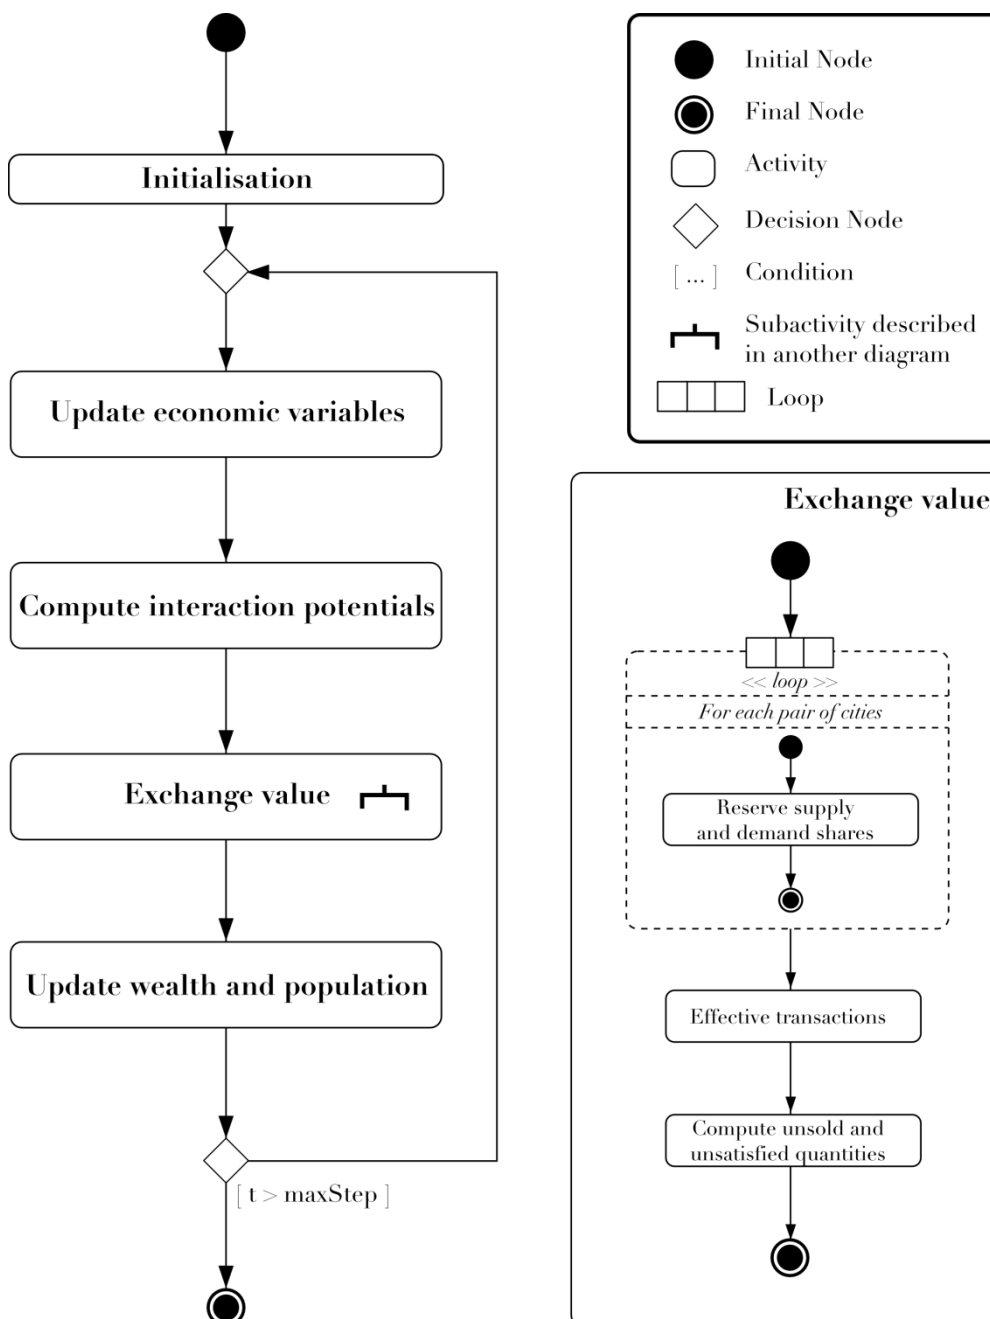 Initialisation
Update economic variables
Compute interaction potentials
Exchange value
Update wealth and population
[ t > maxStep ]
Initial Node
Final Node
Activity
Decision Node
[ ... ]
Condition
Subactivity described
in another diagram
Loop
Exchange value
<< loop >>
For each pair of cities
Reserve supply
and demand shares
Effective transactions
Compute unsold and
unsatisfied quantities